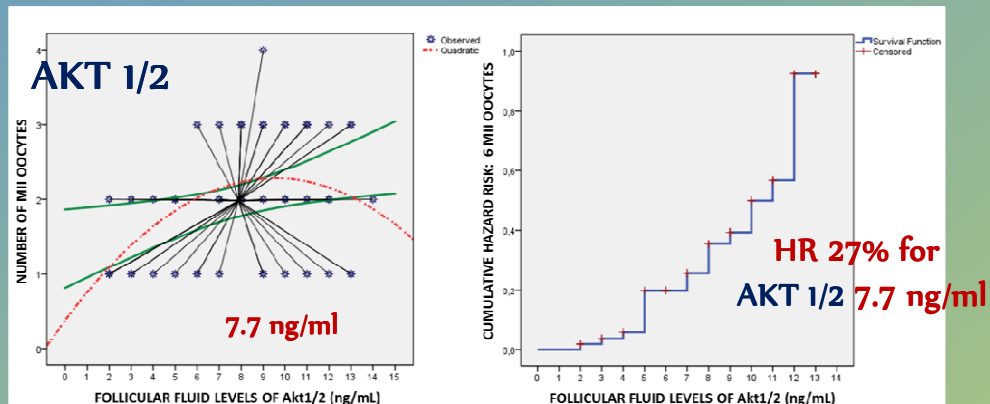 AKT 1/2
NUMBER OF MII OOCYTES
4
3
2
1
0
Observed
Quadratic
7.7 ng/ml
0 1 2 3 4 5 6 7 8 9 10 11 12 13 14 15
FOLLICULAR FLUID LEVELS OF Akt1/2 (ng/mL)
CUMULATIVE HAZARD RISK: 6 MII OOCYTES
1,0
0,8
0,6
0,4
0,2
0,0
Survival Function
Censored
HR 27% for
AKT 1/2 7.7 ng/ml
0 1 2 3 4 5 6 7 8 9 10 11 12 13 14
FOLLICULAR FLUID LEVELS OF Akt1/2 (ng/mL)